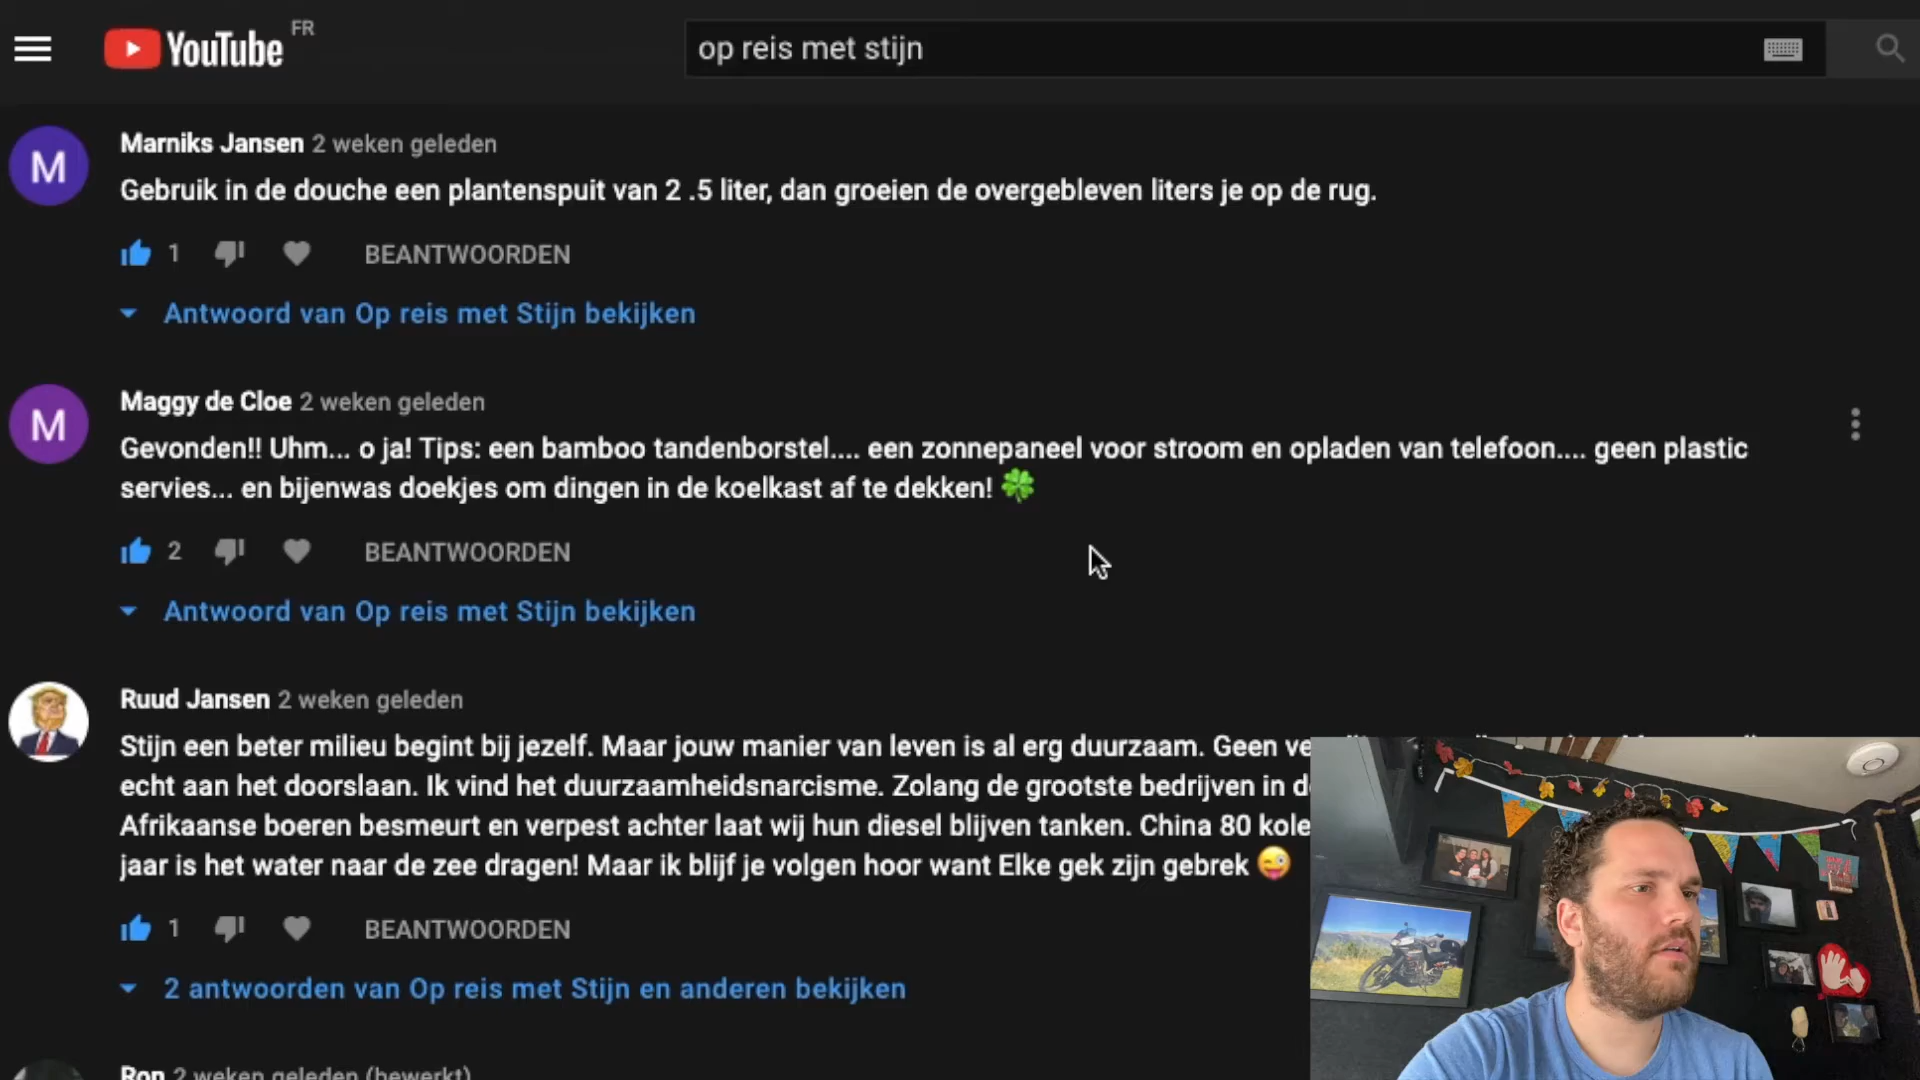 YouTube FR
op reis met stijn
M
Marniks Jansen 2 weken geleden
Gebruik in de douche een plantenspuit van 2 .5 liter, dan groeien de overgebleven liters je op de rug.
1 BEANTWOORDEN
Antwoord van Op reis met Stijn bekijken
M
Maggy de Cloe 2 weken geleden
Gevonden!! Uhm... o ja! Tips: een bamboo tandenborstel.... een zonnepaneel voor stroom en opladen van telefoon.... geen plastic
servies... en bijenwas doekjes om dingen in de koelkast af te dekken! 🍀
2 BEANTWOORDEN
Antwoord van Op reis met Stijn bekijken
Ruud Jansen 2 weken geleden
Stijn een beter milieu begint bij jezelf. Maar jouw manier van leven is al erg duurzaam. Geen
echt aan het doorslaan. Ik vind het duurzaamheidsnarcisme. Zolang de grootste bedrijven in
Afrikaanse boeren besmeurt en verpest achter laat wij hun diesel blijven tanken. China 80
jaar is het water naar de zee dragen! Maar ik blijf je volgen hoor want Elke gek zijn gebrek 😜
1 BEANTWOORDEN
2 antwoorden van Op reis met Stijn en anderen bekijken
Ron 2 weken geleden (bewerkt)